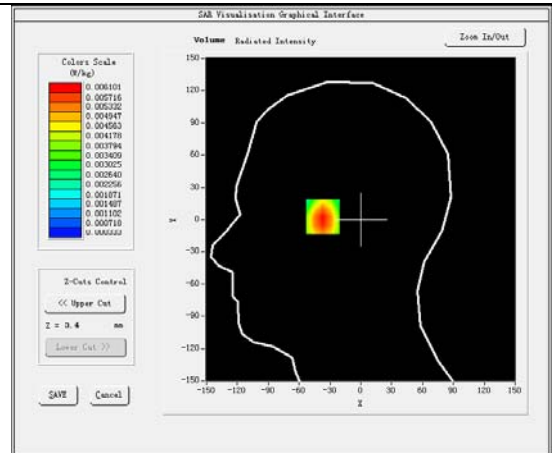 SAR Visualisation Graphical Interface
Volume Radiated Intensity
Zoom In/Out
Colors Scale
(W/kg)
0.006101
0.005716
0.005332
0.004947
0.004563
0.004178
0.003794
0.003409
0.003025
0.002640
0.002256
0.001871
0.001487
0.001102
0.000718
0.000333
Z-Cuts Control
<< Upper Cut
Z = 3.4 mm
Lower Cut >>
SAVE
Cancel
150
120
90
60
30
0
-30
-60
-90
-120
-150
Y
-150 -120 -90 -60 -30 0 30 60 90 120 150
X